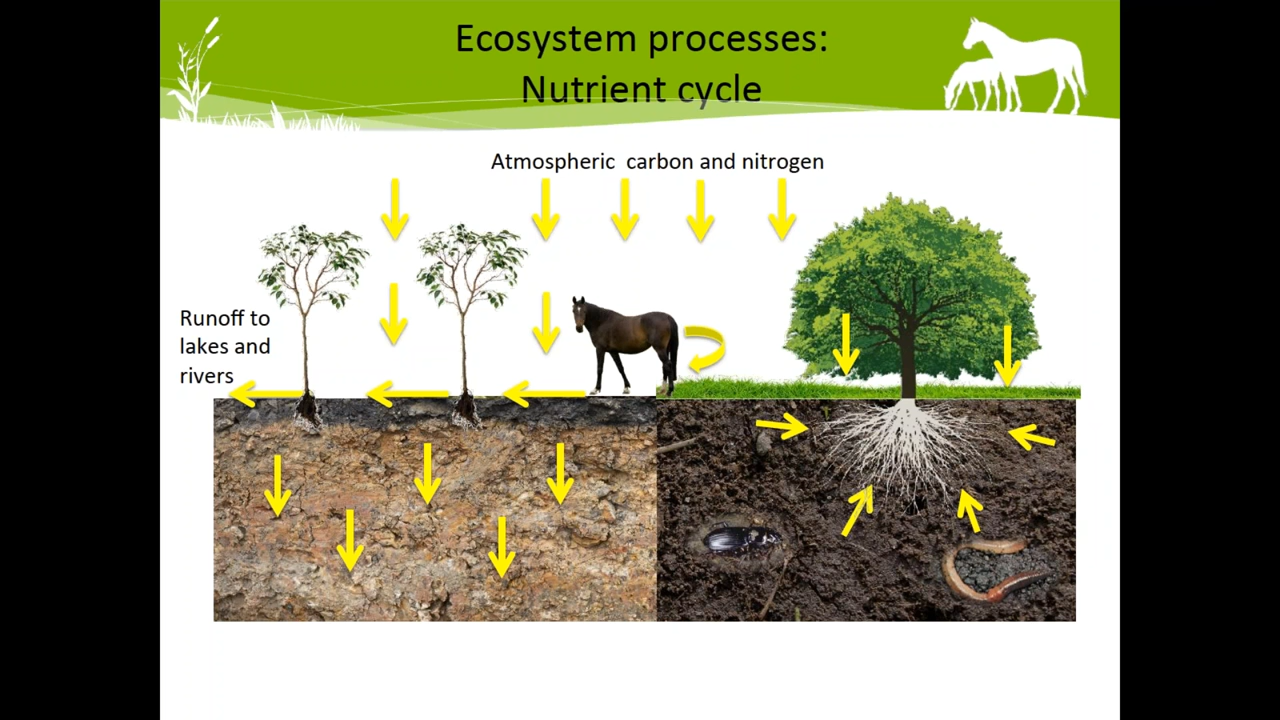 Ecosystem processes:
Nutrient cycle
Atmospheric carbon and nitrogen
Runoff to
lakes and
rivers